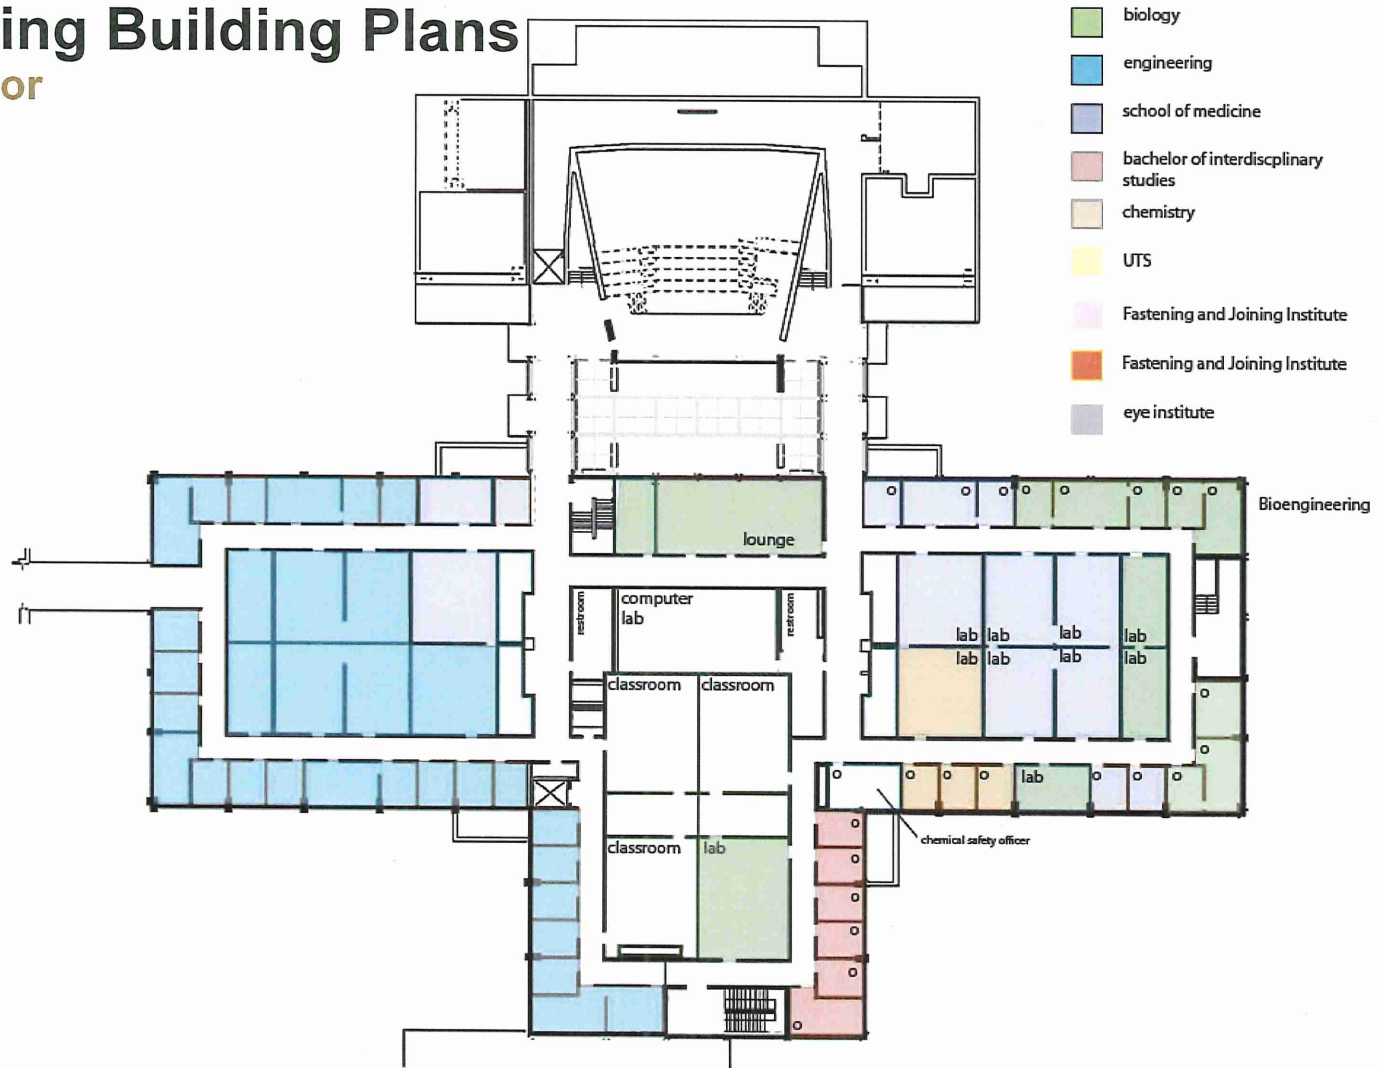 ing Building Plans
or
biology
engineering
school of medicine
bachelor of interdiscplinary
studies
chemistry
UTS
Fastening and Joining Institute
Fastening and Joining Institute
eye institute
Bioengineering
lounge
restroom
computer
lab
restroom
lab lab lab lab
lab lab lab lab
classroom classroom
lab
chemical safety officer
classroom lab